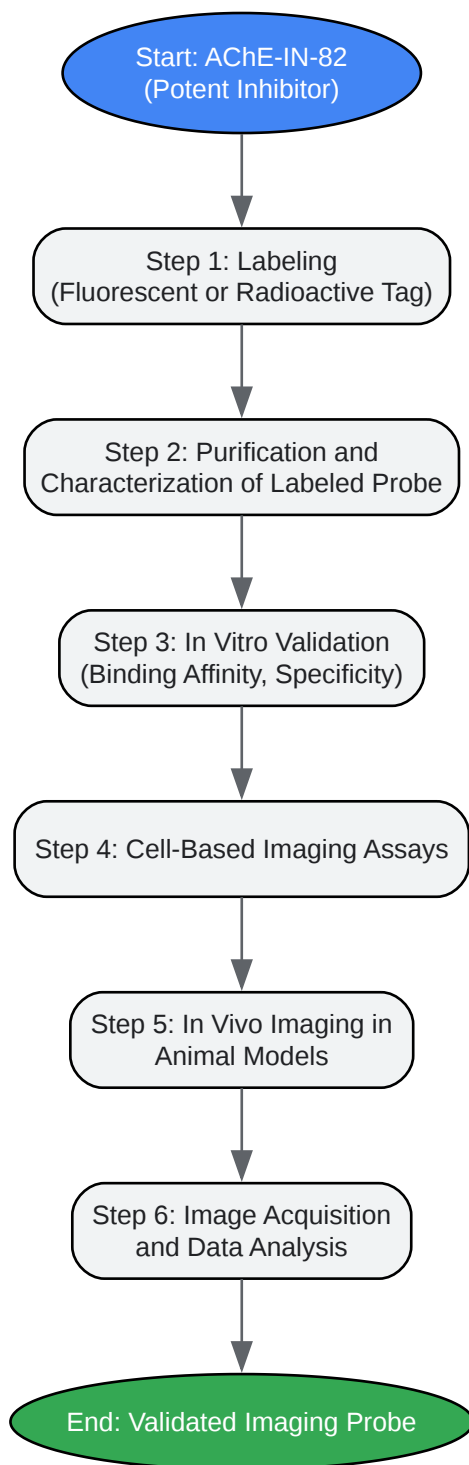 Start: AChE-IN-82
(Potent Inhibitor)
Step 1: Labeling
(Fluorescent or Radioactive Tag)
Step 2: Purification and
Characterization of Labeled Probe
Step 3: In Vitro Validation
(Binding Affinity, Specificity)
Step 4: Cell-Based Imaging Assays
Step 5: In Vivo Imaging in
Animal Models
Step 6: Image Acquisition
and Data Analysis
End: Validated Imaging Probe